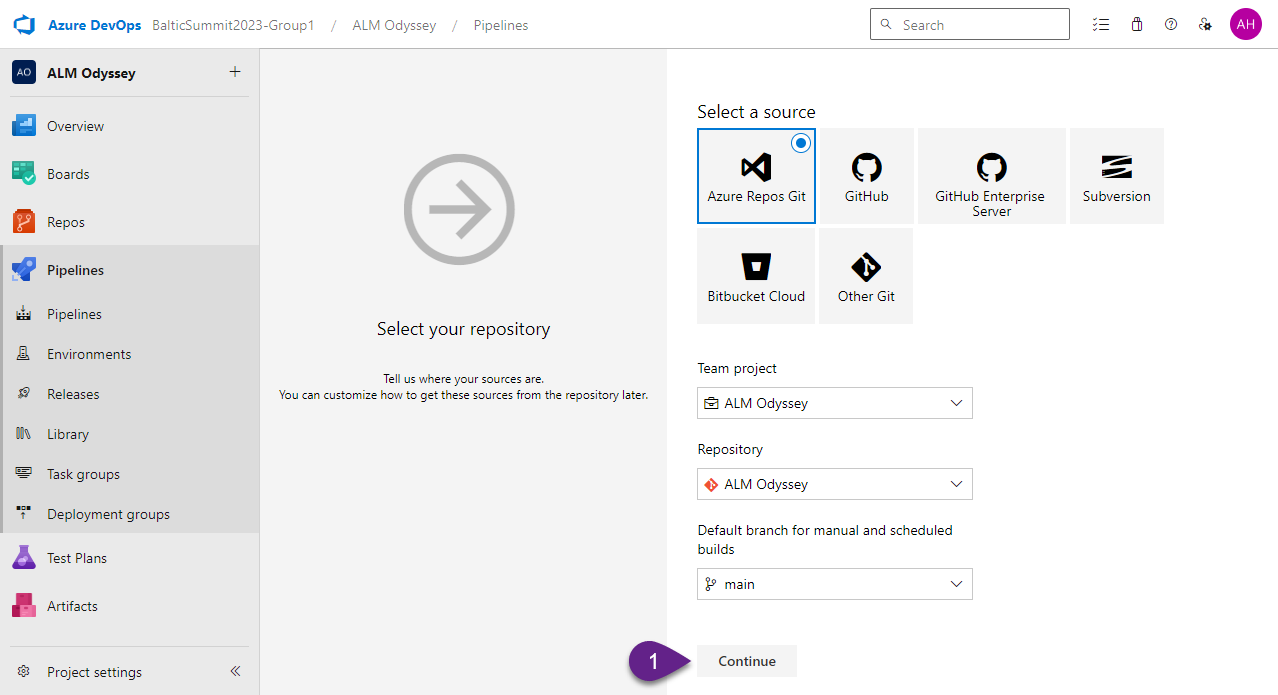 Azure DevOps BalticSummit2023-Group1 / ALM Odyssey / Pipelines
Search
AH
AO ALM Odyssey +
Overview
Boards
Repos
Pipelines
Pipelines
Environments
Releases
Library
Task groups
Deployment groups
Test Plans
Artifacts
Project settings
Select your repository
Tell us where your sources are.
You can customize how to get these sources from the repository later.
Select a source
Azure Repos Git
GitHub
GitHub Enterprise
Server
Subversion
Bitbucket Cloud
Other Git
Team project
ALM Odyssey
Repository
ALM Odyssey
Default branch for manual and scheduled
builds
main
1 Continue